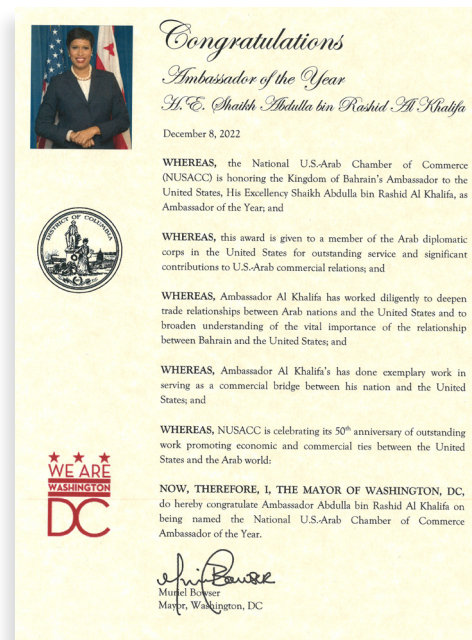 Congratulations
Ambassador of the Year
H.E. Shaikh Abdulla bin Rashid Al Khalifa
December 8, 2022
WHEREAS, the National U.S.-Arab Chamber of Commerce
(NUSACC) is honoring the Kingdom of Bahrain's Ambassador to the
United States, His Excellency Shaikh Abdulla bin Rashid Al Khalifa, as
Ambassador of the Year; and
DISTRICT OF COLUMBIA
WHEREAS, this award is given to a member of the Arab diplomatic
corps in the United States for outstanding service and significant
contributions to U.S.-Arab commercial relations; and
WHEREAS, Ambassador Al Khalifa has worked diligently to deepen
trade relationships between Arab nations and the United States and to
broaden understanding of the vital importance of the relationship
between Bahrain and the United States; and
WHEREAS, Ambassador Al Khalifa's has done exemplary work in
serving as a commercial bridge between his nation and the United
States; and
WHEREAS, NUSACC is celebrating its 50th anniversary of outstanding
work promoting economic and commercial ties between the United
States and the Arab world:
WE ARE
WASHINGTON
DC
NOW, THEREFORE, I, THE MAYOR OF WASHINGTON, DC,
do hereby congratulate Ambassador Abdulla bin Rashid Al Khalifa on
being named the National U.S.-Arab Chamber of Commerce
Ambassador of the Year.
Muriel Bowser
Muriel Bowser
Mayor, Washington, DC